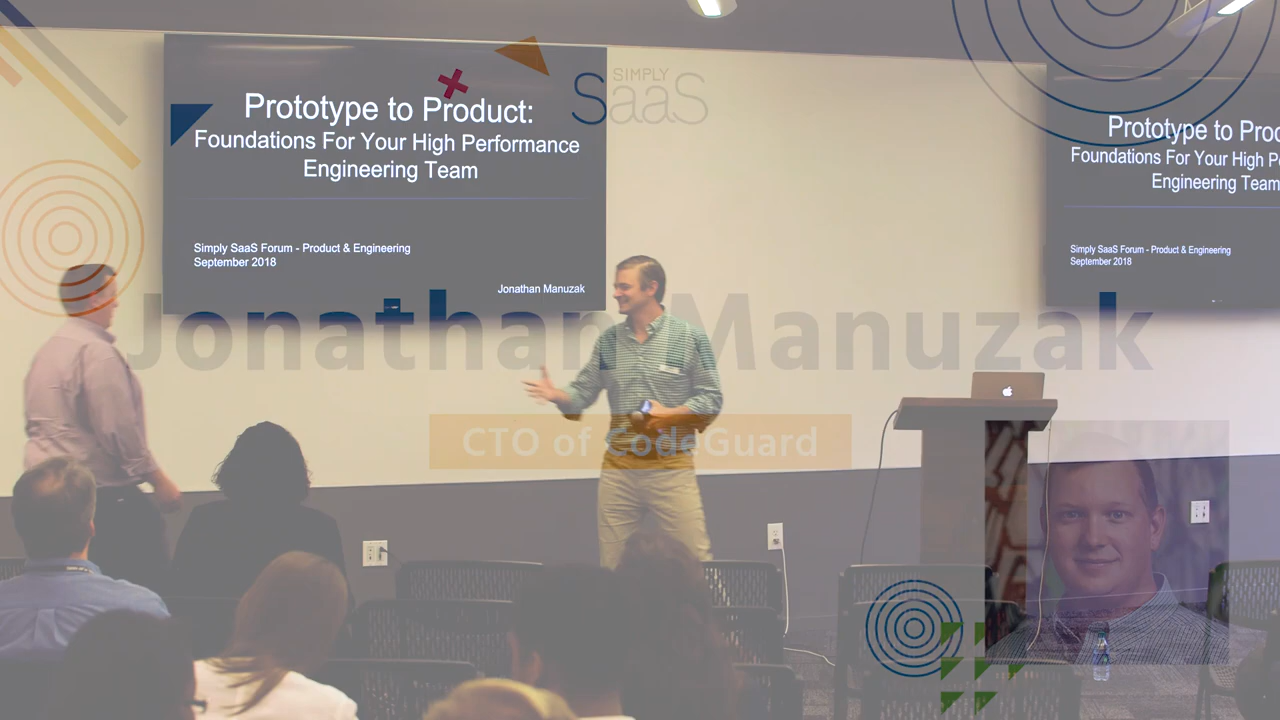 Prototype to Product:
Foundations For Your High Performance
Engineering Team
Simply SaaS Forum - Product & Engineering
September 2018
Jonathan Manuzak
SIMPLY
SaaS
Prototype to Proc
Foundations For Your High Pe
Engineering Team
Simply SaaS Forum - Product & Engineering
September 2018
Jonathan Manuzak
CTO of CodeGuard